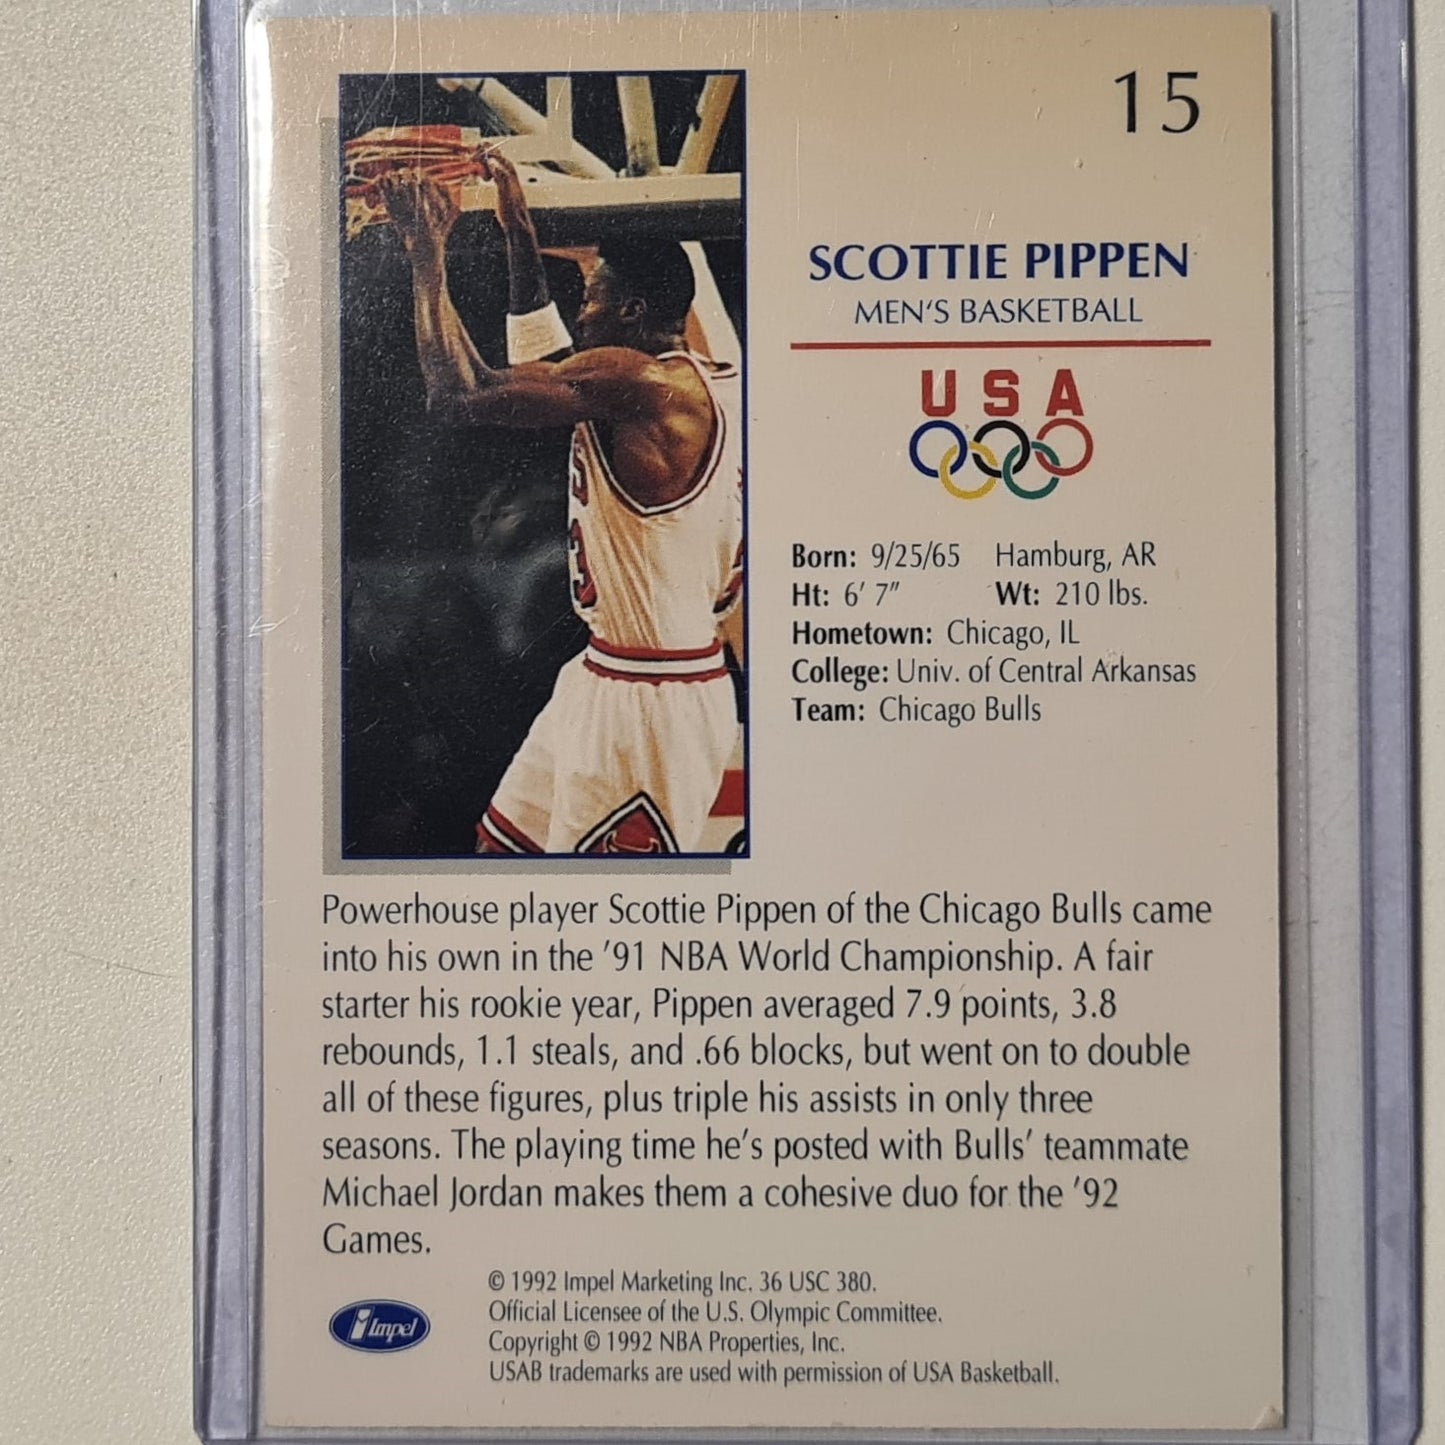 15
SCOTTIE PIPPEN
MEN'S BASKETBALL
USA
Born: 9/25/65 Hamburg, AR
Ht: 6' 7" Wt: 210 lbs.
Hometown: Chicago, IL
College: Univ. of Central Arkansas
Team: Chicago Bulls
33
Powerhouse player Scottie Pippen of the Chicago Bulls came
into his own in the '91 NBA World Championship. A fair
starter his rookie year, Pippen averaged 7.9 points, 3.8
rebounds, 1.1 steals, and .66 blocks, but went on to double
all of these figures, plus triple his assists in only three
seasons. The playing time he's posted with Bulls' teammate
Michael Jordan makes them a cohesive duo for the '92
Games.
© 1992 Impel Marketing Inc. 36 USC 380.
Official Licensee of the U.S. Olympic Committee.
Copyright © 1992 NBA Properties, Inc.
USAB trademarks are used with permission of USA Basketball.
Impel